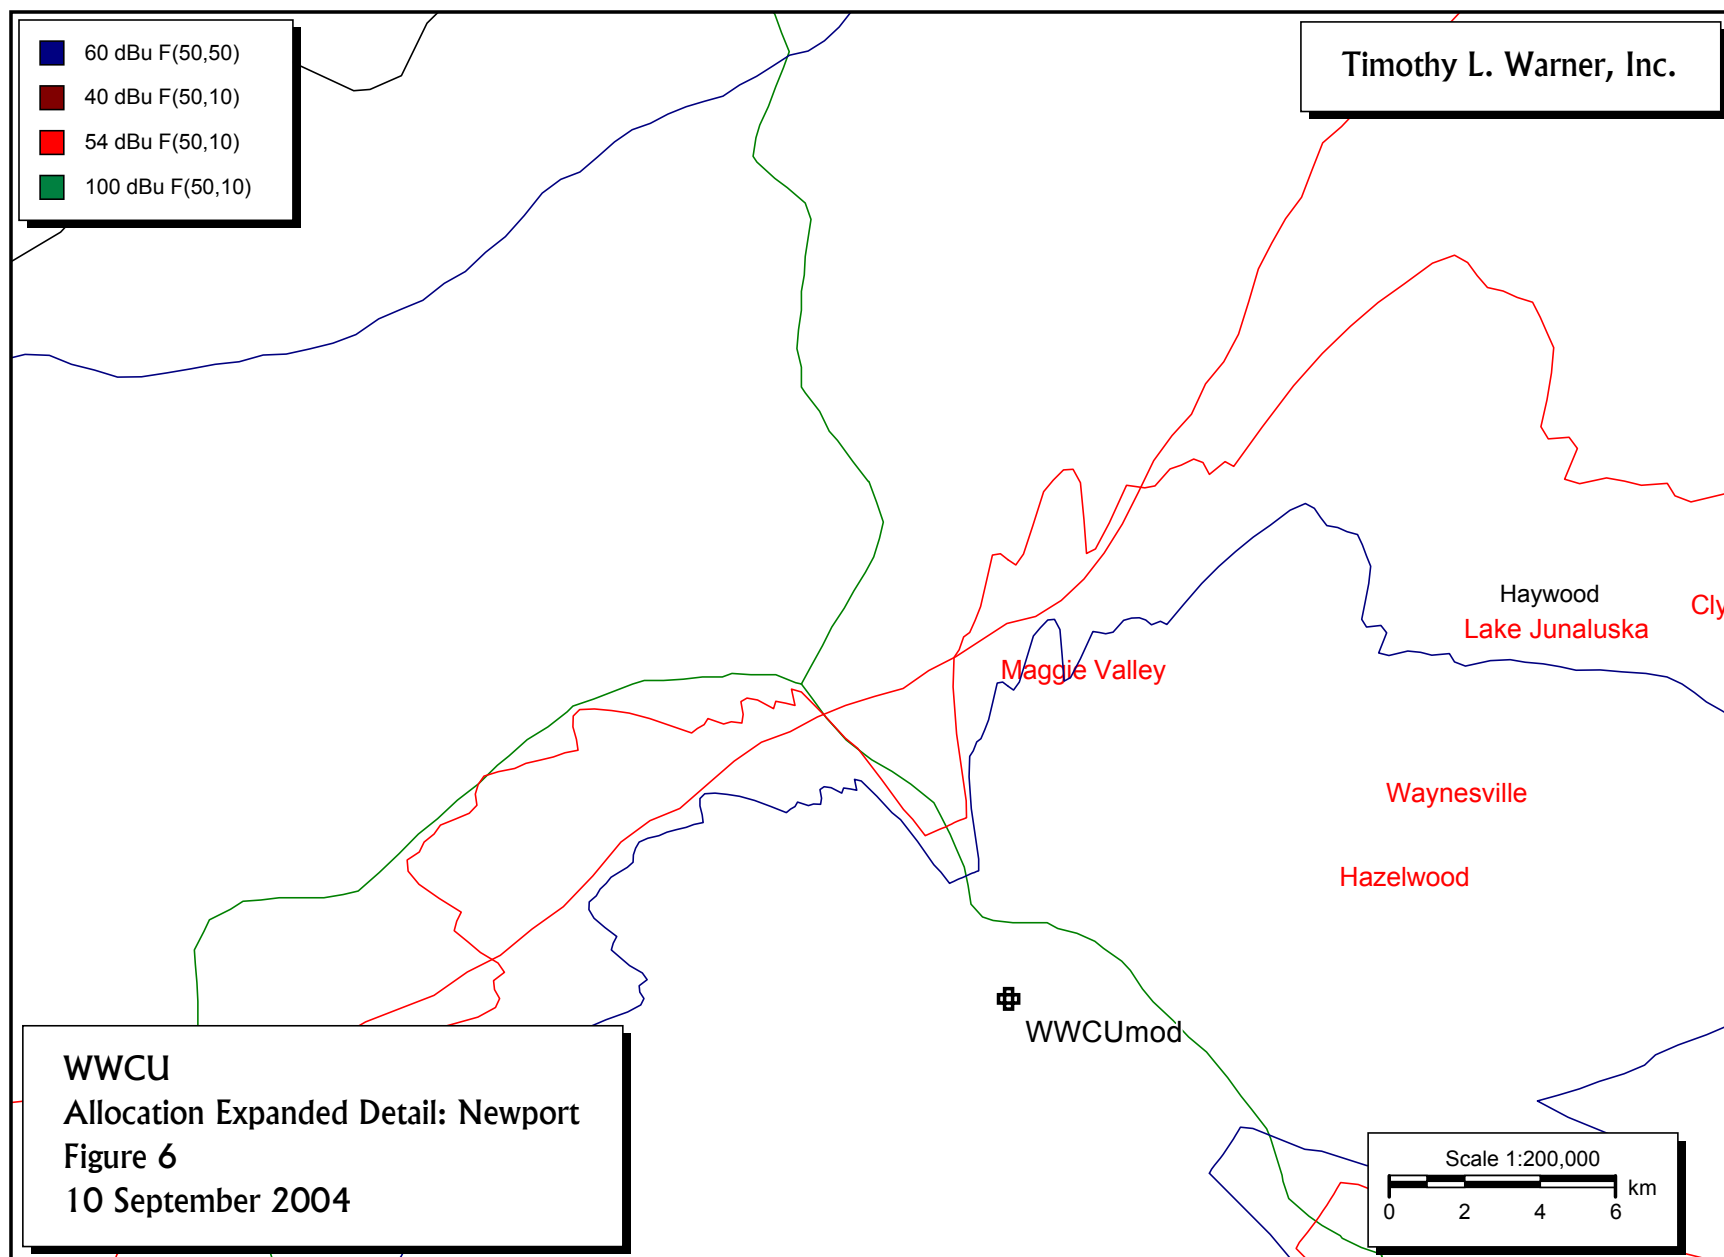 60 dBu F(50,50)
40 dBu F(50,10)
54 dBu F(50,10)
100 dBu F(50,10)
Timothy L. Warner, Inc.
Haywood
Cly
Lake Junaluska
Maggie Valley
Waynesville
Hazelwood
WWCUmod
WWCU
Allocation Expanded Detail: Newport
Figure 6
10 September 2004
Scale 1:200,000
km
0 2 4 6